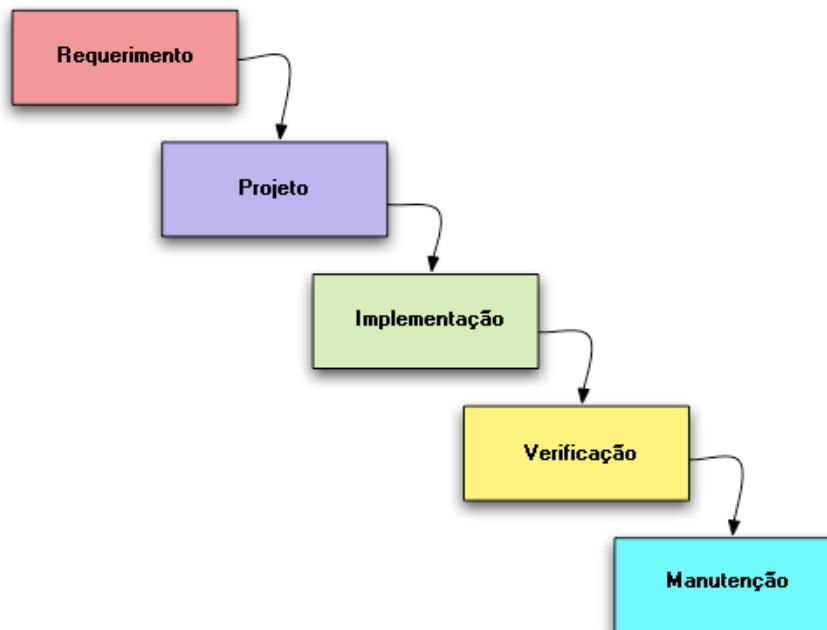 Requerimento
Projeto
Implementação
Verificação
Manutenção